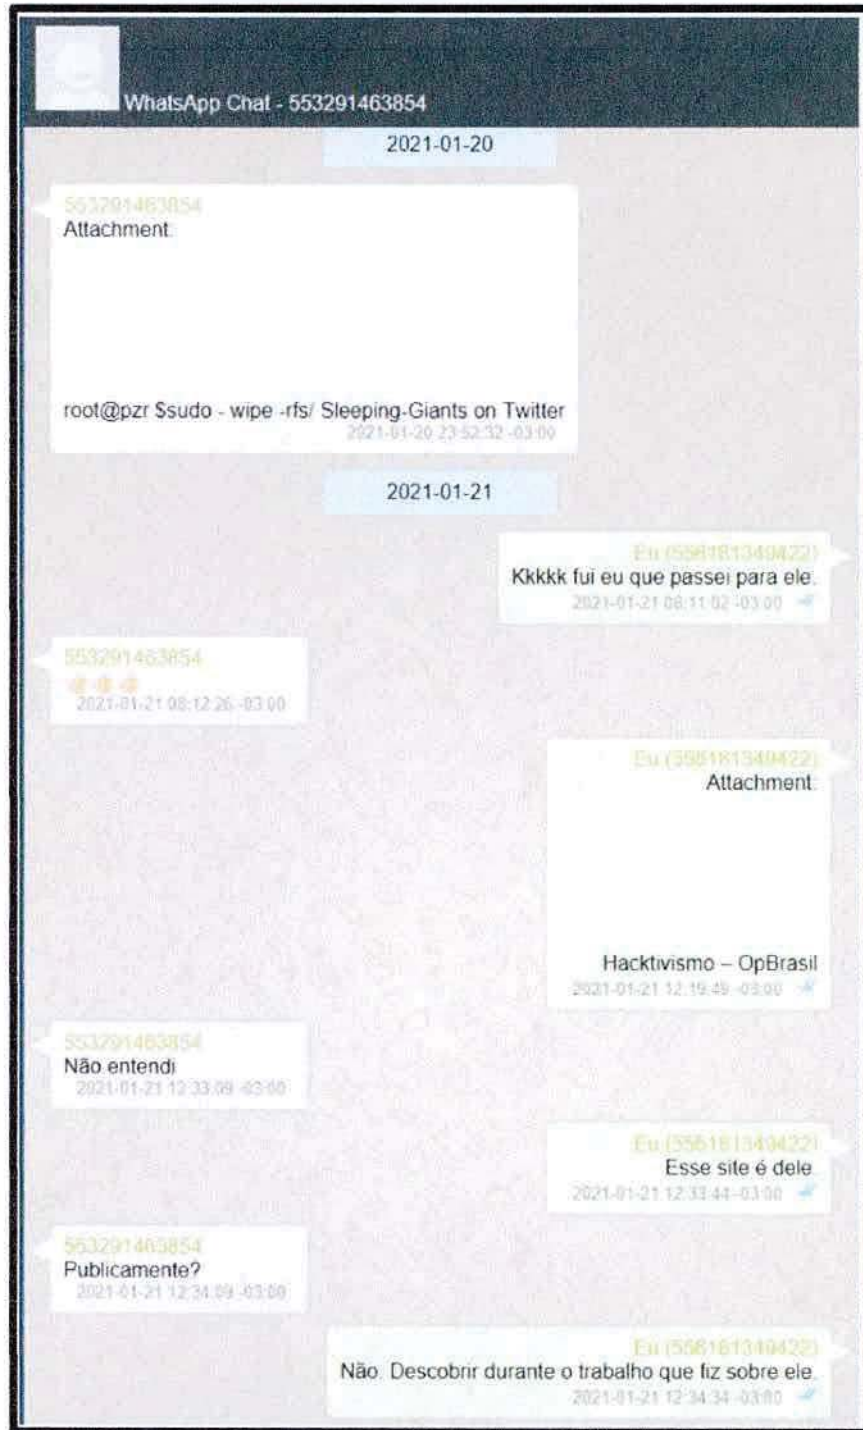 WhatsApp Chat - 553291463854
2021-01-20
553291463854
Attachment:
root@pzr $sudo - wipe -rfs/ Sleeping-Giants on Twitter
2021-01-20 23:52:32 -03:00
2021-01-21
Eu (556181349422)
Kkkkk fui eu que passei para ele.
2021-01-21 08:11:02 -03:00
553291463854
2021-01-21 08:12:26 -03:00
Eu (556181349422)
Attachment:
Hacktivismo – OpBrasil
2021-01-21 12:19:49 -03:00
553291463854
Não entendi
2021-01-21 12:33:09 -03:00
Eu (556181349422)
Esse site é dele
2021-01-21 12:33:44 -03:00
553291463854
Publicamente?
2021-01-21 12:34:09 -03:00
Eu (556181349422)
Não. Descobrir durante o trabalho que fiz sobre ele.
2021-01-21 12:34:34 -03:00